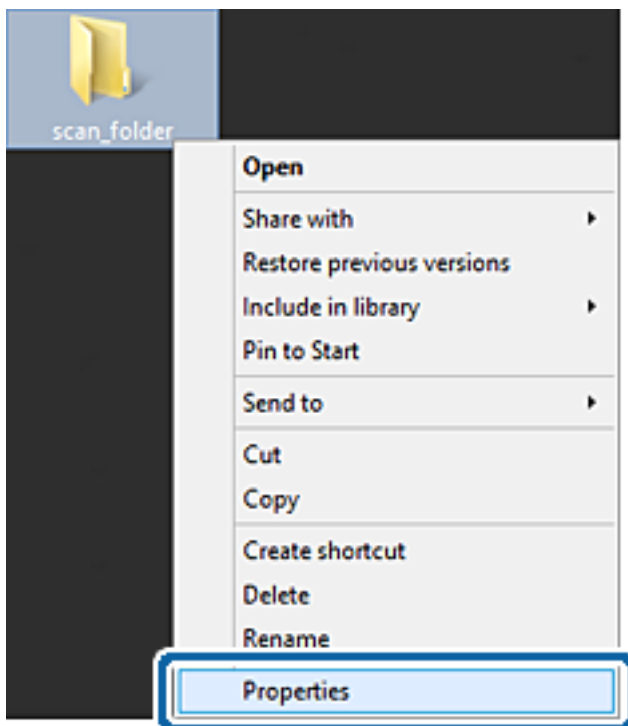 scan_folder
Open
Share with
Restore previous versions
Include in library
Pin to Start
Send to
Cut
Copy
Create shortcut
Delete
Rename
Properties